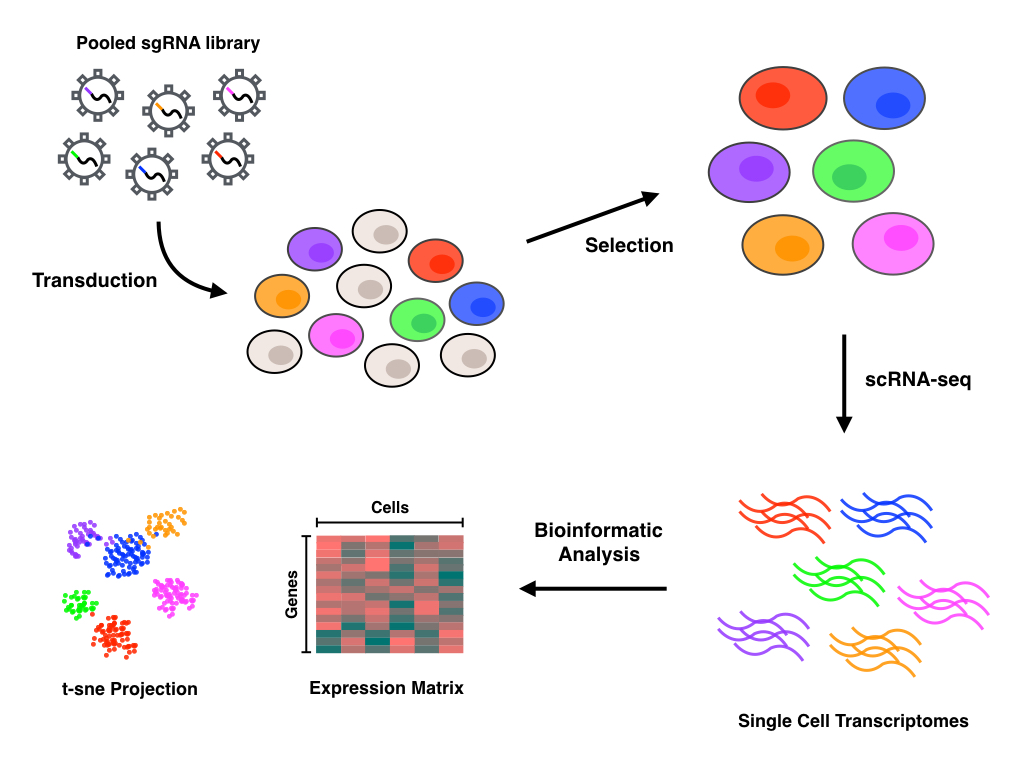 Pooled sgRNA library
Transduction
Selection
scRNA-seq
Single Cell Transcriptomes
Bioinformatic
Analysis
Cells
Genes
Expression Matrix
t-sne Projection